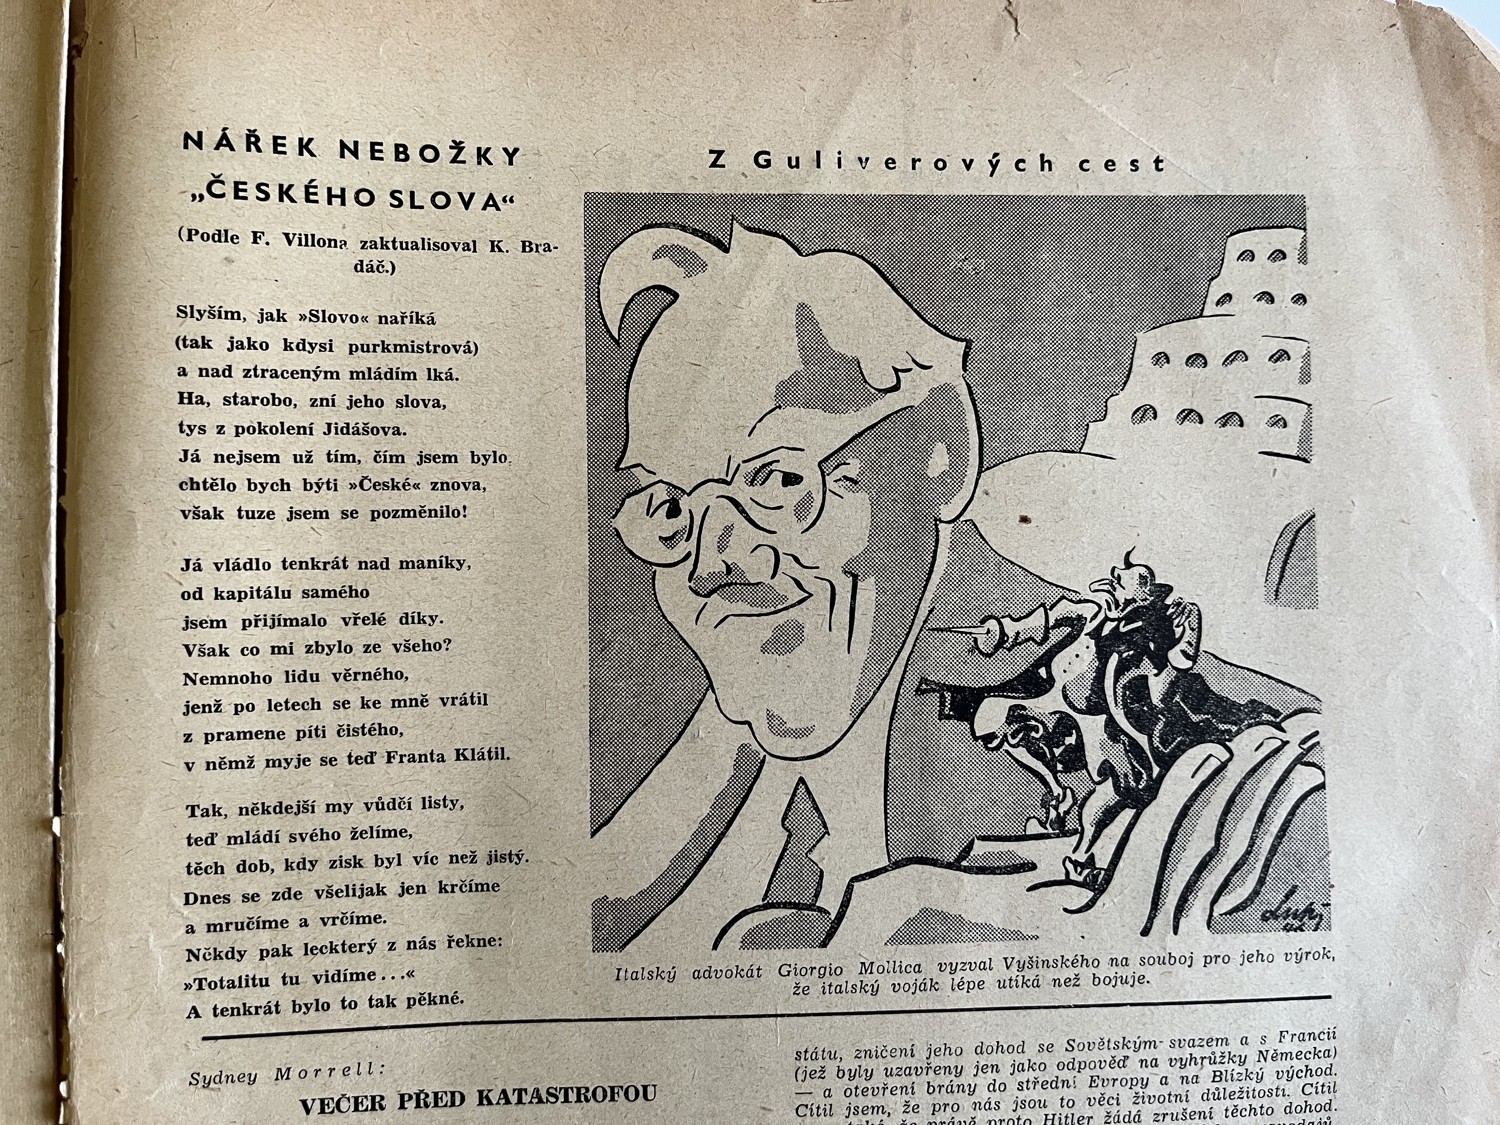 NÁŘEK NEBOŽKY
„ČESKÉHO SLOVA“
(Podle F. Villona zaktualisoval K. Bra-
dáč.)
Slyším, jak »Slovo« naříká
(tak jako kdysi purkmistrová)
a nad ztraceným mládím lká.
Ha, starobo, zní jeho slova,
tys z pokolení Jidášova.
Já nejsem už tím, čím jsem bylo.
chtělo bych býti »České« znova,
však tuze jsem se pozměnilo!
Já vládlo tenkrát nad maníky,
od kapitálu samého
jsem přijímalo vřelé díky.
Však co mi zbylo ze všeho?
Nemnoho lidu věrného,
jenž po letech se ke mně vrátil
z pramene píti čistého,
v němž myje se teď Franta Klátil.
Tak, někdejší my vůdčí listy,
teď mládí svého želíme,
těch dob, kdy zisk byl víc než jistý.
Dnes se zde všelijak jen krčíme
a mručíme a vrčíme.
Někdy pak leckterý z nás řekne:
»Totalitu tu vidíme...«
A tenkrát bylo to tak pěkné.
Z Guliverových cest
Italský advokát Giorgio Mollica vyzval Vyšinského na souboj pro jeho výrok,
že italský voják lépe utíká než bojuje.
Sydney Morrell:
VEČER PŘED KATASTROFOU
státu, zničení jeho dohod se Sovětským svazem a s Francií
(jež byly uzavřeny jen jako odpověď na vyhrůžky Německa)
— a otevření brány do střední Evropy a na Blízký východ.
Cítil jsem, že pro nás jsou to věci životní důležitosti. Cítil
že právě proto Hitler žádá zrušení těchto dohod.